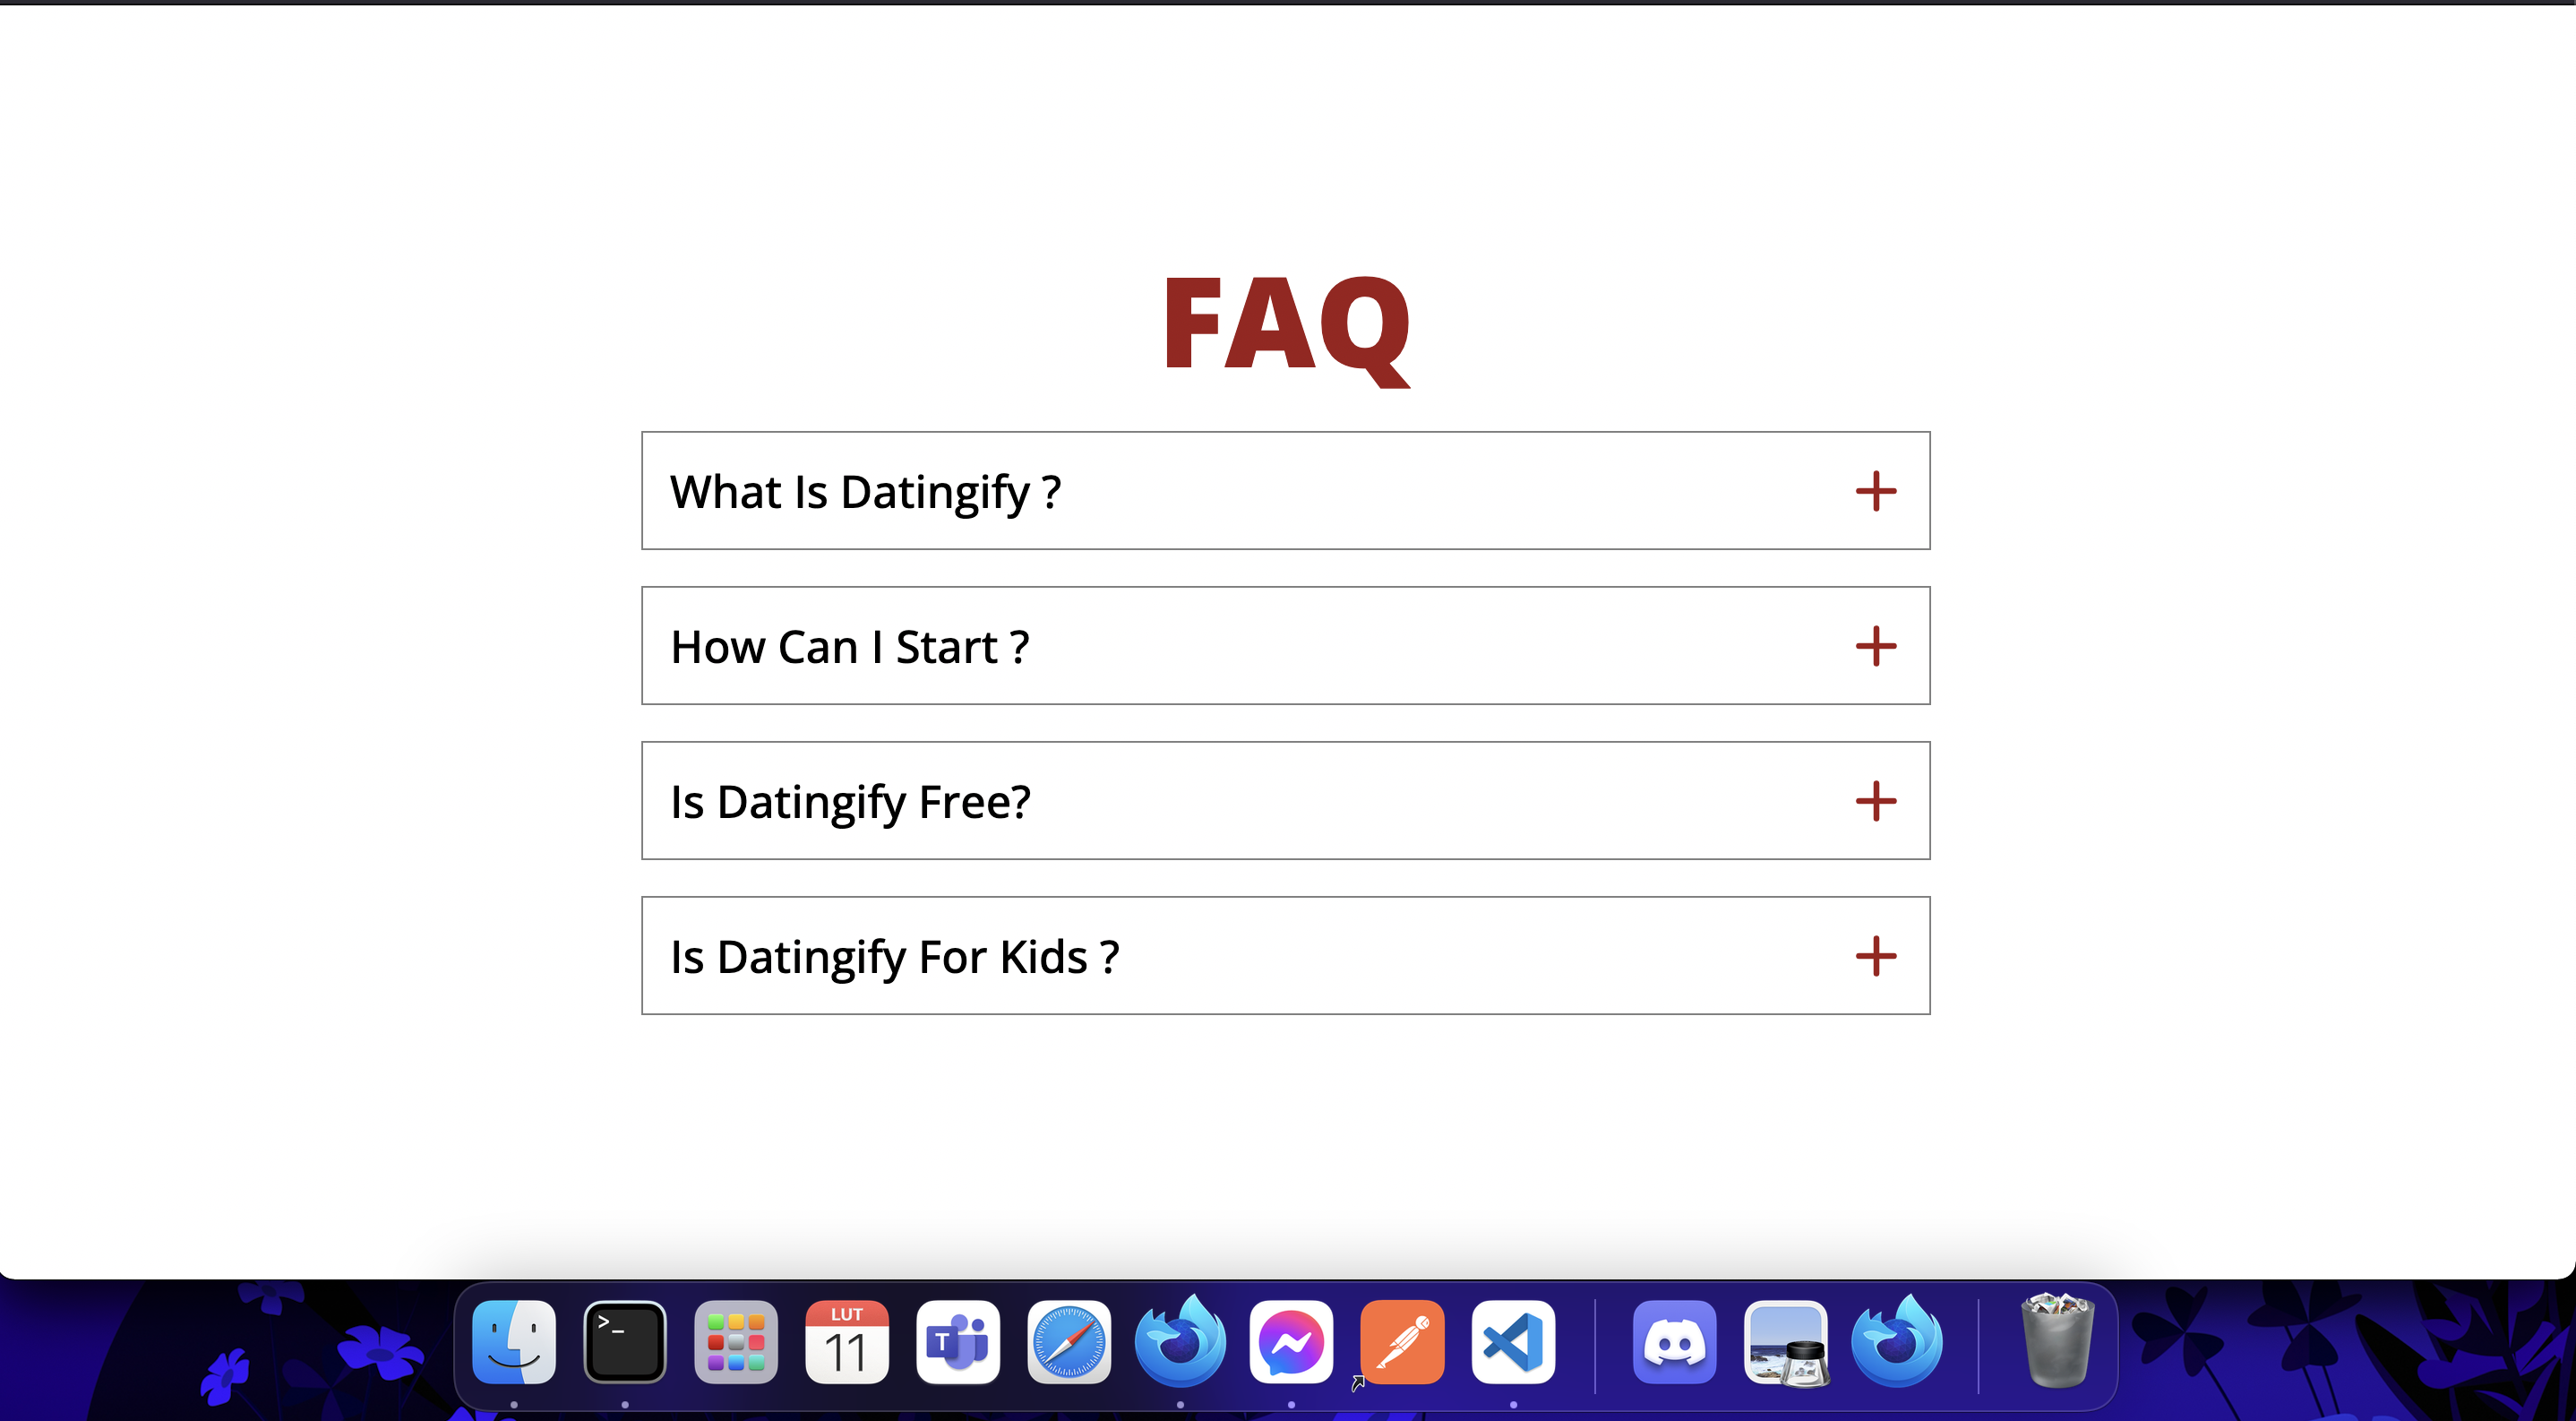 FAQ
What Is Datingify ?
How Can I Start ?
Is Datingify Free?
Is Datingify For Kids ?
>_
LUT
11
T